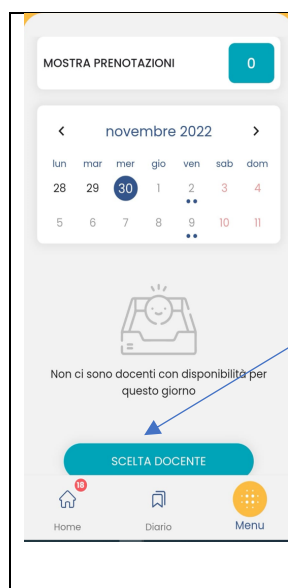 MOSTRA PRENOTAZIONI 0
< novembre 2022 >
lun mar mer gio ven sab dom
28 29 30 1 2 3 4
5 6 7 8 9 10 11
Non ci sono docenti con disponibilità per
questo giorno
SCELTA DOCENTE
18
Home Diario Menu